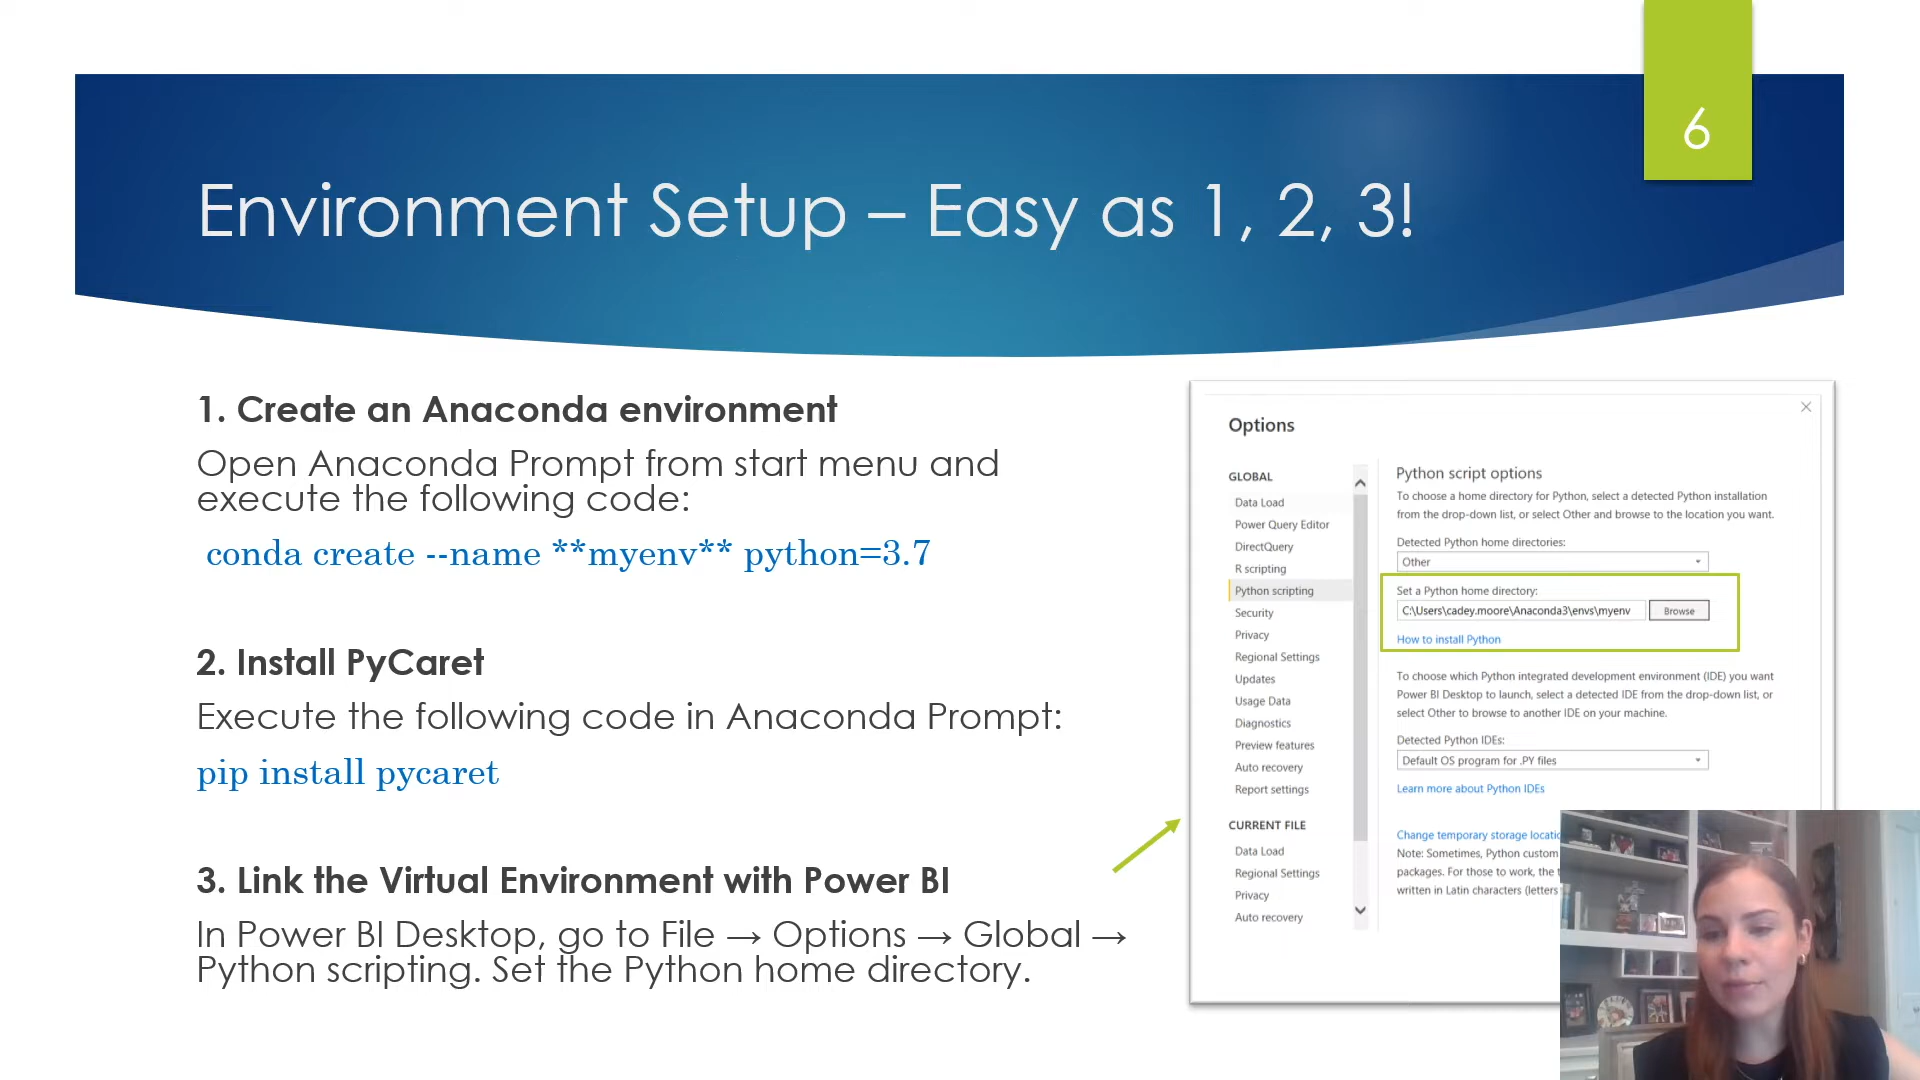 6
Environment Setup – Easy as 1, 2, 3!
1. Create an Anaconda environment
Open Anaconda Prompt from start menu and
execute the following code:
conda create --name **myenv** python=3.7
2. Install PyCaret
Execute the following code in Anaconda Prompt:
pip install pycaret
3. Link the Virtual Environment with Power BI
In Power BI Desktop, go to File → Options → Global →
Python scripting. Set the Python home directory.
Options
GLOBAL
Data Load
Power Query Editor
DirectQuery
R scripting
Python scripting
Security
Privacy
Regional Settings
Updates
Usage Data
Diagnostics
Preview features
Auto recovery
Report settings
CURRENT FILE
Data Load
Regional Settings
Privacy
Auto recovery
Python script options
To choose a home directory for Python, select a detected Python installation
from the drop-down list, or select Other and browse to the location you want.
Detected Python home directories:
Other
Set a Python home directory:
C:\Users\cadey.moore\Anaconda3\envs\myenv
Browse
How to install Python
To choose which Python integrated development environment (IDE) you want
Power BI Desktop to launch, select a detected IDE from the drop-down list, or
select Other to browse to another IDE on your machine.
Detected Python IDEs:
Default OS program for .PY files
Learn more about Python IDEs
Change temporary storage
Note: Sometimes, Python custom
packages. For those to work, the
written in Latin characters (letters